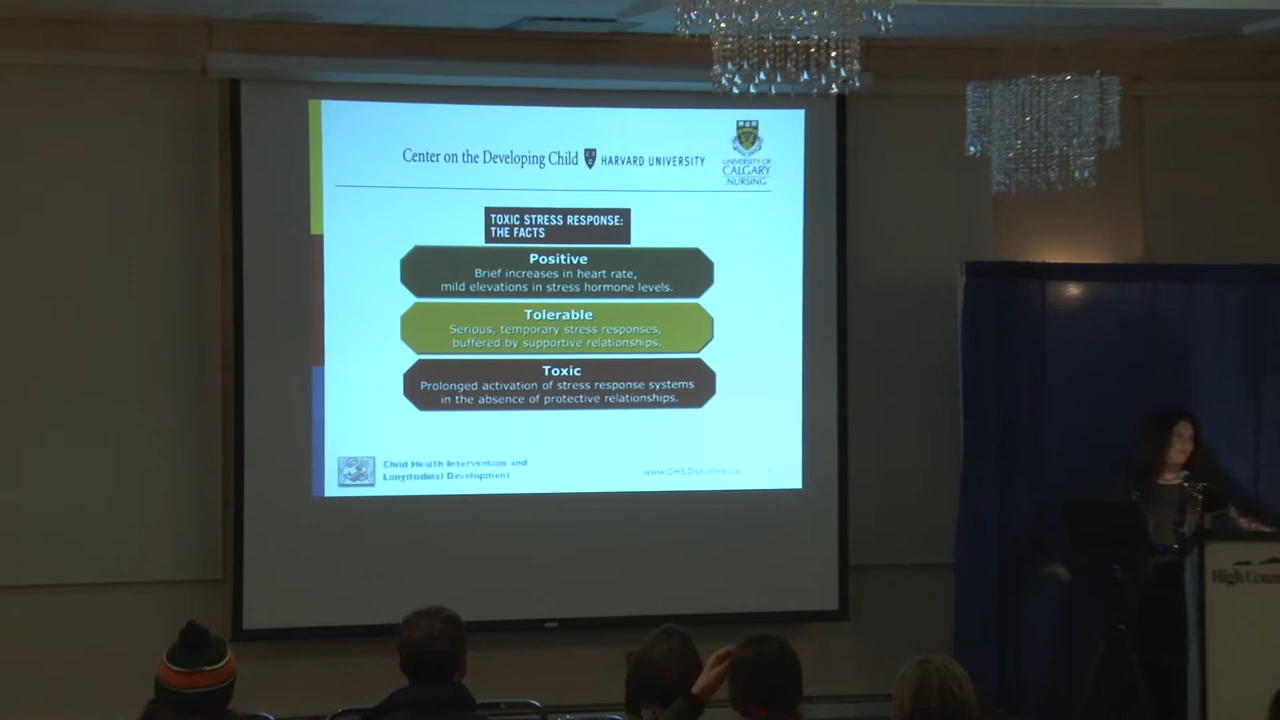 Center on the Developing Child HARVARD UNIVERSITY
UNIVERSITY OF
CALGARY
NURSING
TOXIC STRESS RESPONSE:
THE FACTS
Positive
Brief increases in heart rate,
mild elevations in stress hormone levels.
Tolerable
Serious, temporary stress responses,
buffered by supportive relationships.
Toxic
Prolonged activation of stress response systems
in the absence of protective relationships.
Child Health Intervention and
Longitudinal Development
www.CHILDstudies.ca
High